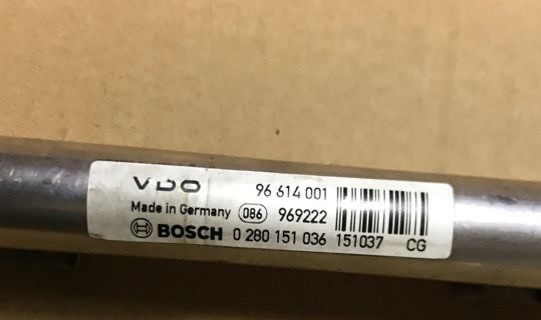 VDO 96 614 001
Made in Germany 086 969222
BOSCH 0 280 151 036 151037 CG